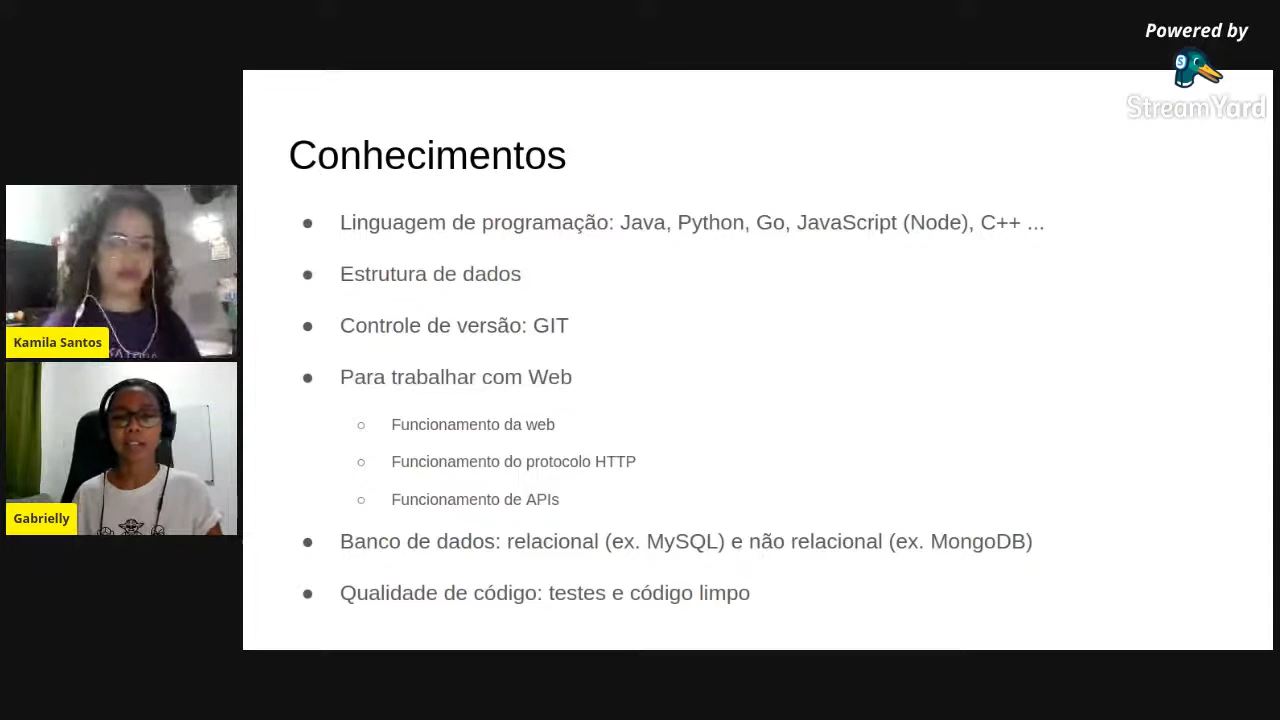 Powered by
StreamYard
Conhecimentos
● Linguagem de programação: Java, Python, Go, JavaScript (Node), C++ ...
● Estrutura de dados
● Controle de versão: GIT
● Para trabalhar com Web
○ Funcionamento da web
○ Funcionamento do protocolo HTTP
○ Funcionamento de APIs
● Banco de dados: relacional (ex. MySQL) e não relacional (ex. MongoDB)
● Qualidade de código: testes e código limpo
Kamila Santos
Gabrielly